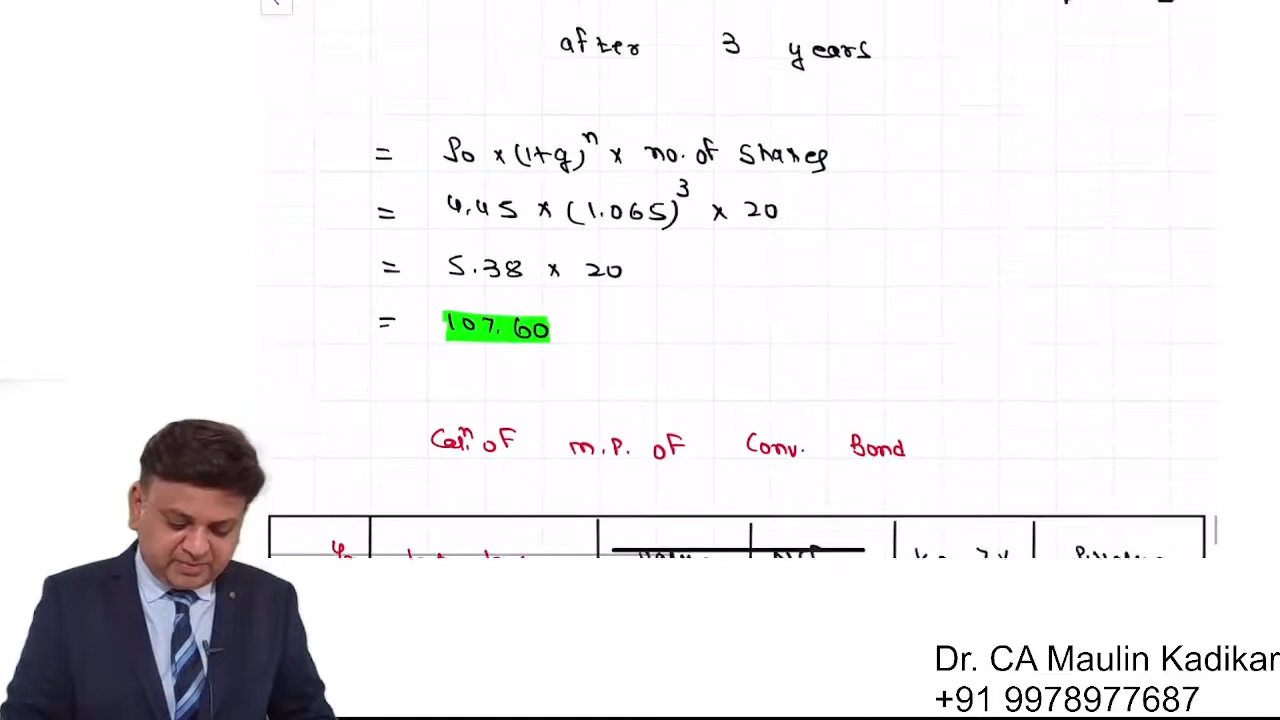 after 3 years
= P0 × (1+g)^n × no. of shares
= 4.45 × (1.065)^3 × 20
= 5.38 × 20
= 107.60
Caln. of m.P. of Conv. Bond
Dr. CA Maulin Kadikar
+91 9978977687